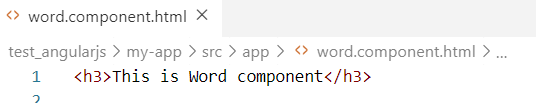 <> word.component.html ×
test_angularjs > my-app > src > app > <> word.component.html > ...
1 <h3>This is Word component</h3>
2